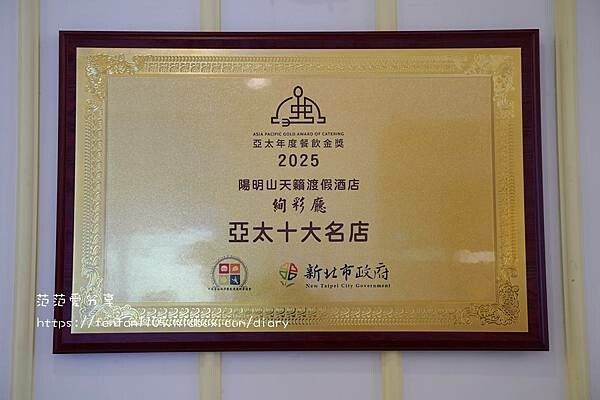 ASIA PACIFIC GOLD AWARD OF CATERING
亞太年度餐飲金獎
2025
陽明山天籟渡假酒店
絢彩廳
亞太十大名店
新北市政府
New Taipei City Government
范范愛分享